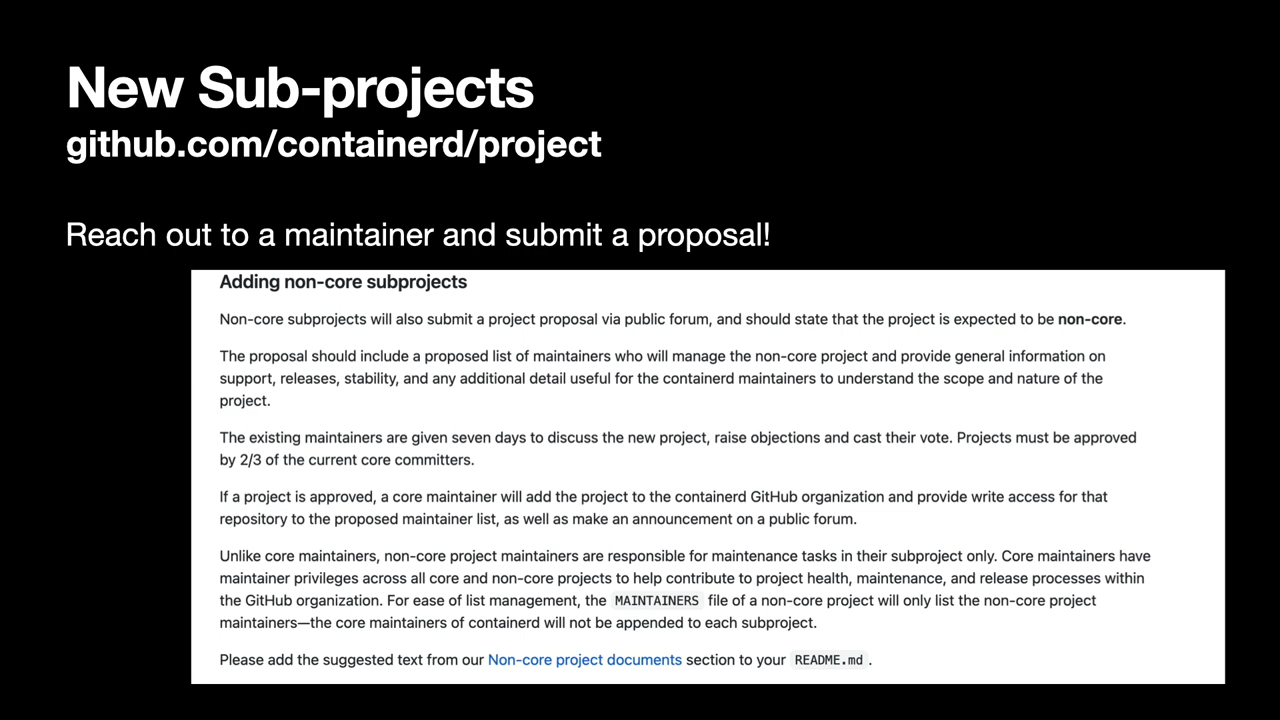 New Sub-projects
github.com/containerd/project
Reach out to a maintainer and submit a proposal!
Adding non-core subprojects
Non-core subprojects will also submit a project proposal via public forum, and should state that the project is expected to be non-core.
The proposal should include a proposed list of maintainers who will manage the non-core project and provide general information on
support, releases, stability, and any additional detail useful for the containerd maintainers to understand the scope and nature of the
project.
The existing maintainers are given seven days to discuss the new project, raise objections and cast their vote. Projects must be approved
by 2/3 of the current core committers.
If a project is approved, a core maintainer will add the project to the containerd GitHub organization and provide write access for that
repository to the proposed maintainer list, as well as make an announcement on a public forum.
Unlike core maintainers, non-core project maintainers are responsible for maintenance tasks in their subproject only. Core maintainers have
maintainer privileges across all core and non-core projects to help contribute to project health, maintenance, and release processes within
the GitHub organization. For ease of list management, the MAINTAINERS file of a non-core project will only list the non-core project
maintainers—the core maintainers of containerd will not be appended to each subproject.
Please add the suggested text from our Non-core project documents section to your README.md .